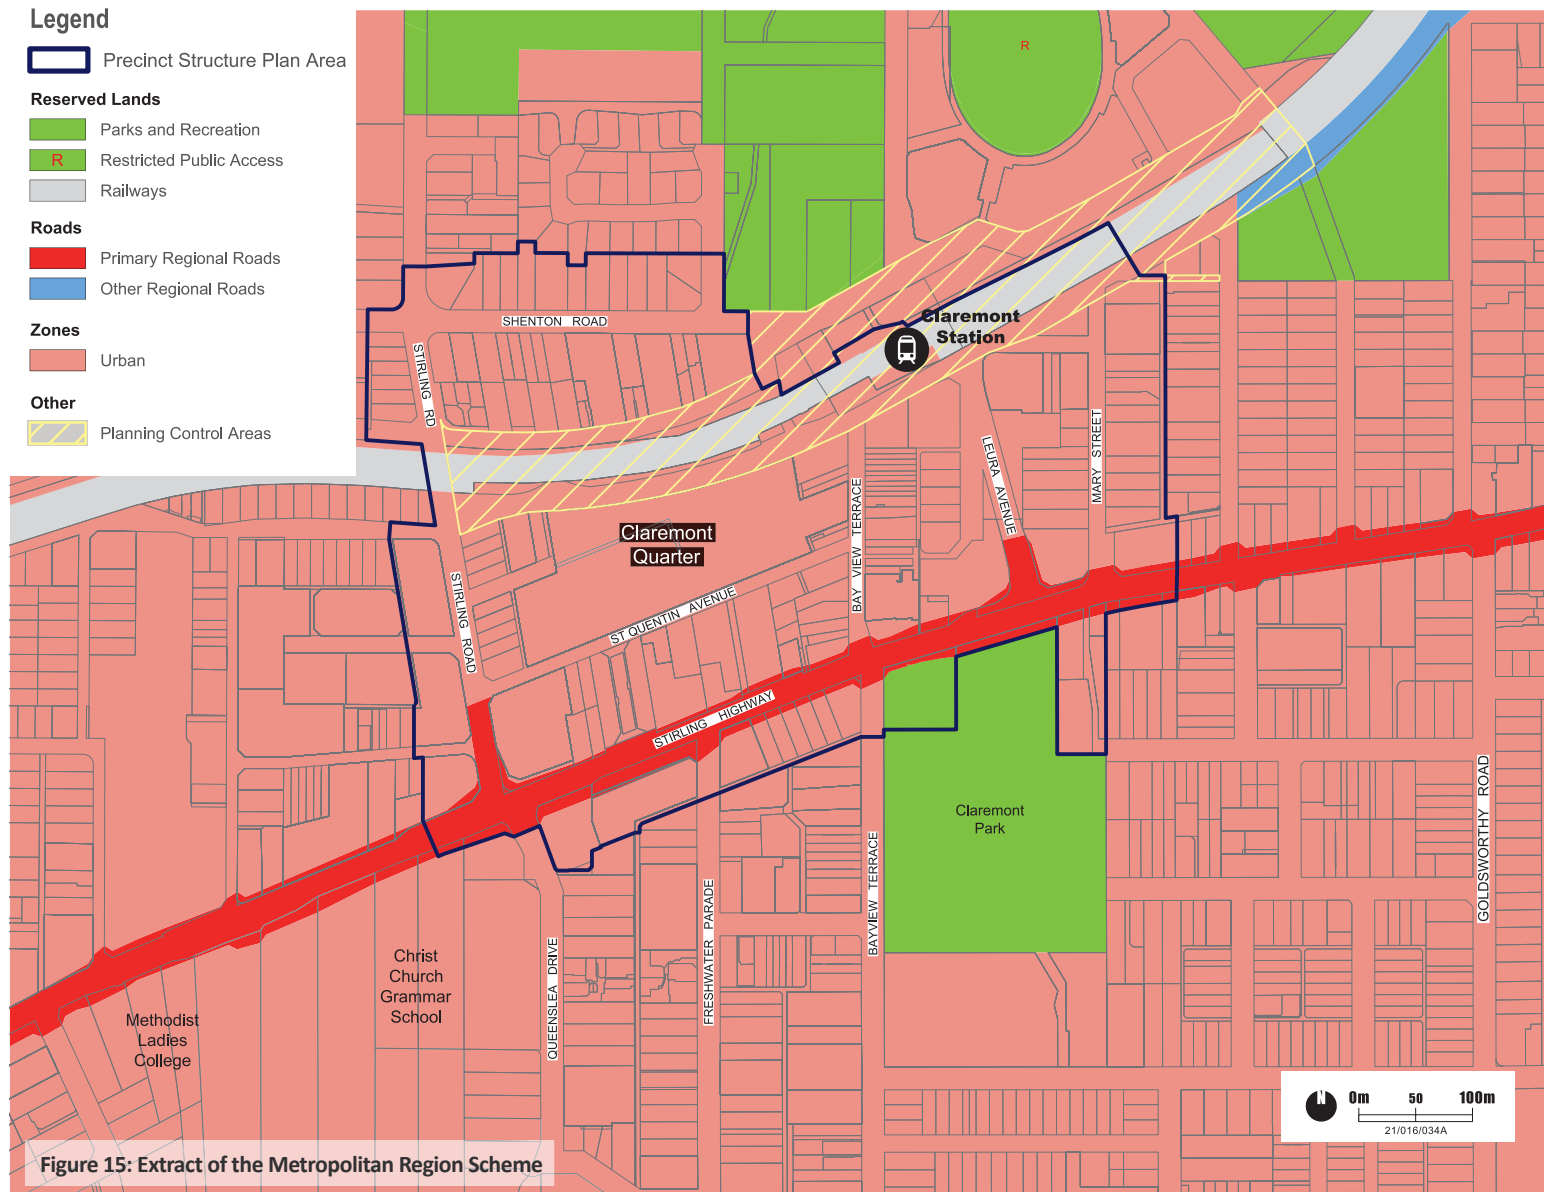 Legend
Precinct Structure Plan Area
Reserved Lands
Parks and Recreation
R
Restricted Public Access
Railways
Roads
Primary Regional Roads
Other Regional Roads
Zones
Urban
Other
Planning Control Areas
R
SHENTON ROAD
STIRLING RD
Claremont
Station
LEURA AVENUE
MARY STREET
BAY VIEW TERRACE
Claremont
Quarter
STIRLING ROAD
ST QUENTIN AVENUE
STIRLING HIGHWAY
Claremont
Park
GOLDSWORTHY ROAD
BAYVIEW TERRACE
FRESHWATER PARADE
QUEENSLEA DRIVE
Christ
Church
Grammar
School
Methodist
Ladies
College
N
0m 50 100m
21/016/034A
Figure 15: Extract of the Metropolitan Region Scheme